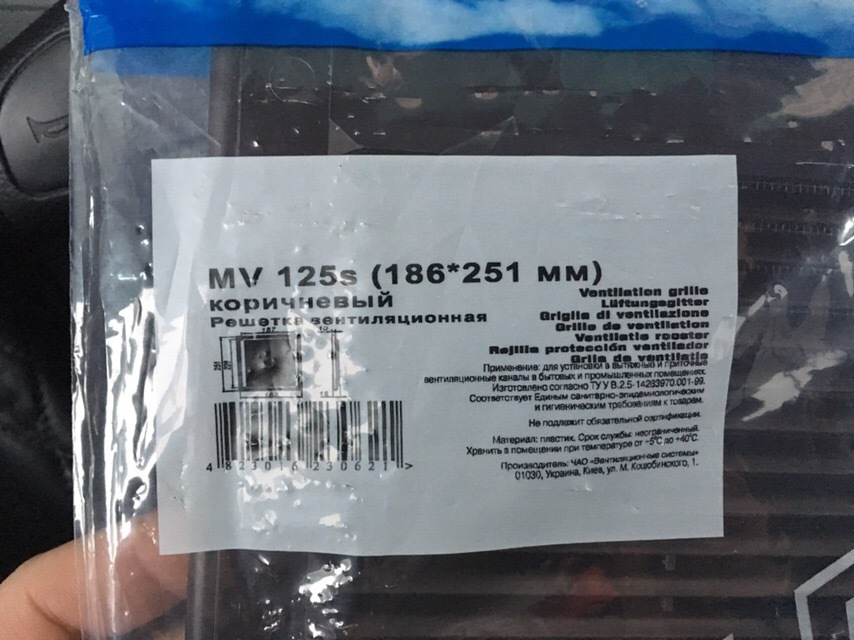 MV 125s (186*251 мм)
коричневый
Решетка вентиляционная
Ventilation grille
Lüftungsgitter
Griglia di ventilazione
Grille de ventilation
Ventilatie rooster
Rejilla protección ventilador
Grila de ventilatie
187
251
Применение: для установки в вытяжные и приточные
вентиляционные каналы в бытовых и промышленных помещениях.
Изготовлено согласно ТУ У В.2.5-14283970.001-99.
Соответствует Единым санитарно-эпидемиологическим
и гигиеническим требованиям к товарам.
Не подлежит обязательной сертификации.
Материал: пластик. Срок службы: неограниченный.
Хранить в помещении при температуре от +5°С до +40°С.
Производитель: ЧАО «Вентиляционные системы»
01030, Украина, Киев, ул. М. Коцюбинского, 1.
4 823016 230621 >